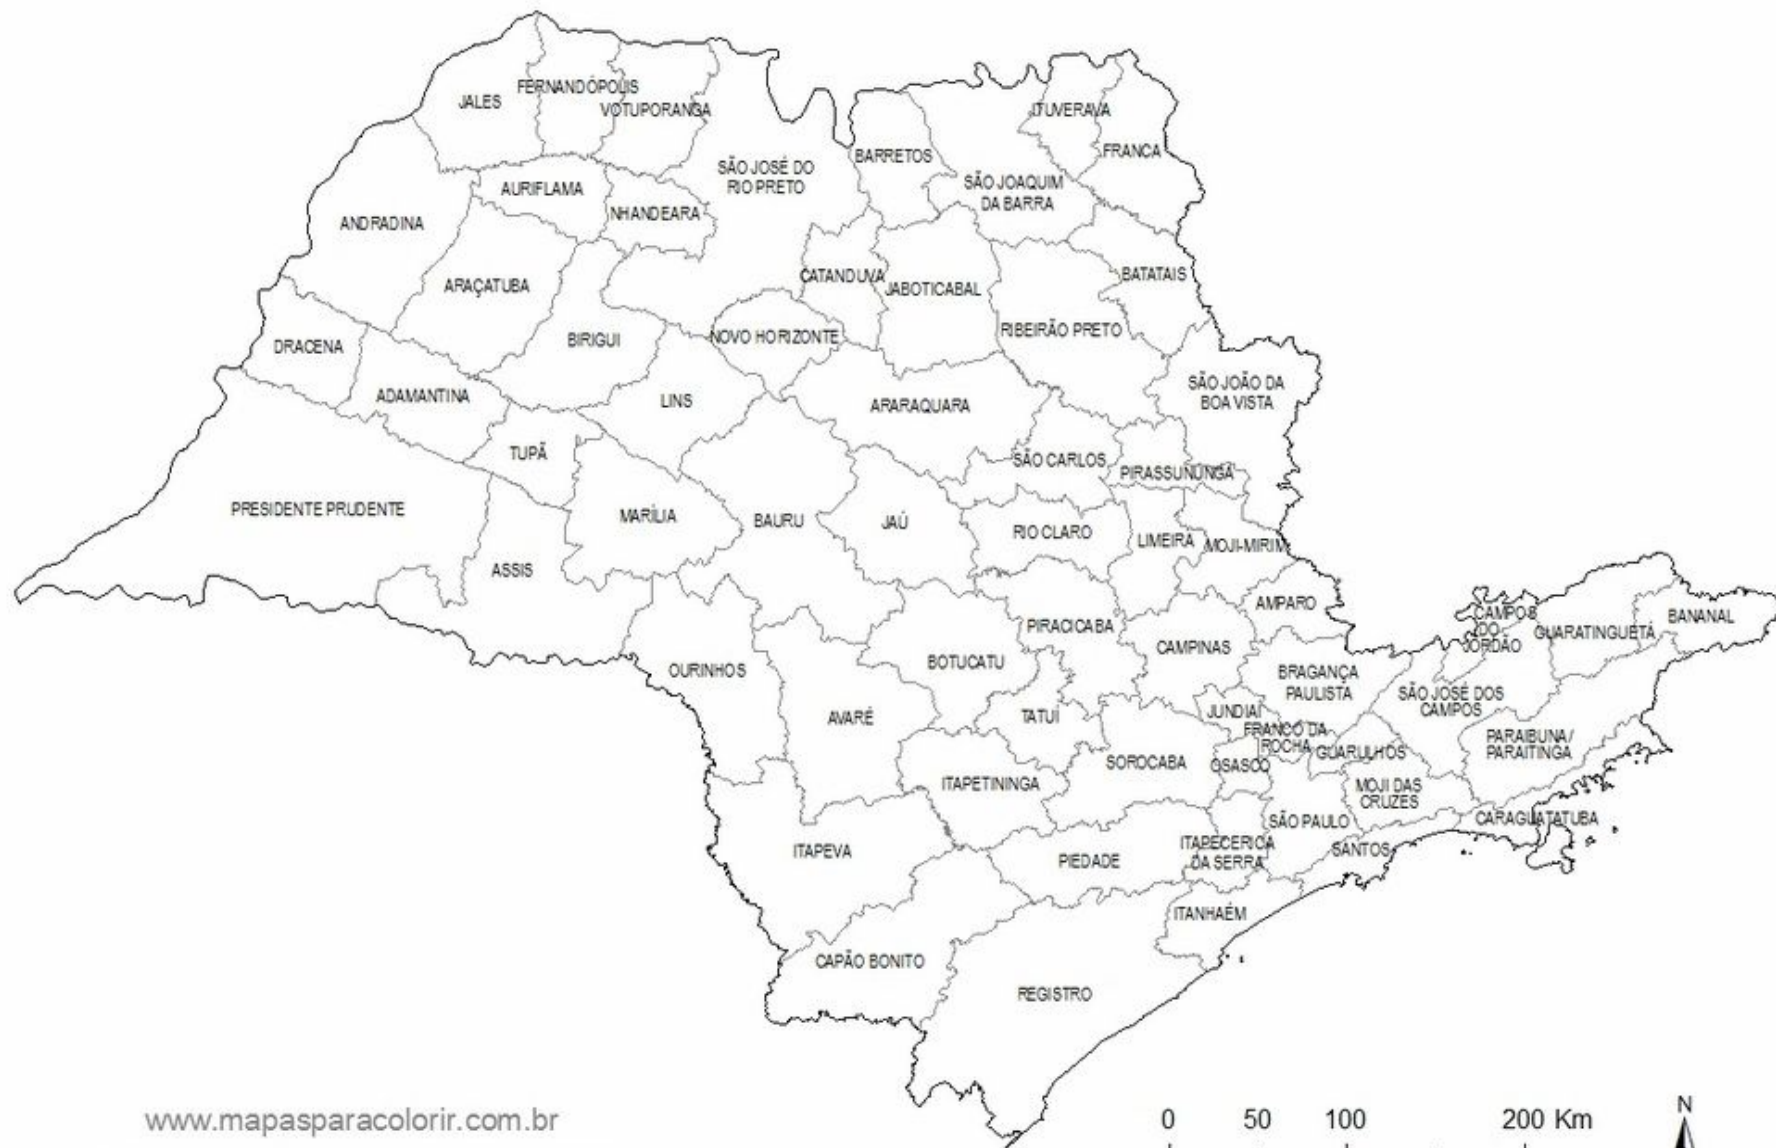 JALES
FERNANDÓPOLIS
VOTUPORANGA
ITUVERAVA
FRANCA
BARRETOS
SÃO JOSÉ DO
RIO PRETO
SÃO JOAQUIM
DA BARRA
AURIFLAMA
NHANDEARA
ANDRADINA
ARAÇATUBA
CATANDUVA
JABOTICABAL
BATATAIS
DRACENA
BIRIGUI
NOVO HORIZONTE
RIBEIRÃO PRETO
ADAMANTINA
LINS
ARARAQUARA
SÃO JOÃO DA
BOA VISTA
TUPÃ
SÃO CARLOS
PIRASSUNUNGA
PRESIDENTE PRUDENTE
MARÍLIA
BAURU
JAÚ
RIO CLARO
LIMEIRA
MOJI-MIRIM
ASSIS
AMPARO
CAMPOS
DO
JORDÃO
GUARATINGUETÁ
BANANAL
PIRACICABA
CAMPINAS
OURINHOS
BOTUCATU
BRAGANÇA
PAULISTA
SÃO JOSÉ DOS
CAMPOS
AVARÉ
TATUÍ
JUNDIAÍ
FRANCO DA
ROCHA
GUARULHOS
PARAIBUNA/
PARAITINGA
SOROCABA
OSASCO
ITAPETININGA
MOJI DAS
CRUZES
SÃO PAULO
CARAGUATATUBA
ITAPEVA
PIEDADE
ITAPECERICA
DA SERRA
SANTOS
ITANHAÉM
CAPÃO BONITO
REGISTRO
www.mapasparacolorir.com.br
0 50 100 200 Km
N